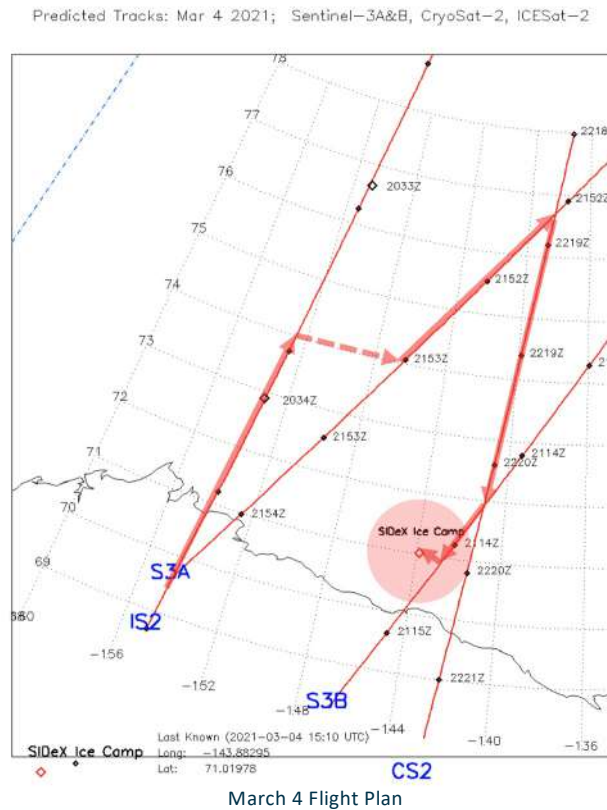 Predicted Tracks: Mar 4 2021; Sentinel-3A&B, CryoSat-2, ICESat-2
78
77
2218
76
2033Z
2152Z
75
2219Z
74
2152Z
73
2153Z
2219Z
72
2034Z
71
2153Z
2114Z
2220Z
70
2154Z
SIDeX Ice Camp
2114Z
69
S3A
2220Z
IS2
2115Z
-156
-152
S3B
2221Z
-148
-144
-140
-136
SIDeX Ice Camp
Last Known (2021-03-04 15:10 UTC)
Long: -143.88295
Lat: 71.01978
CS2
March 4 Flight Plan